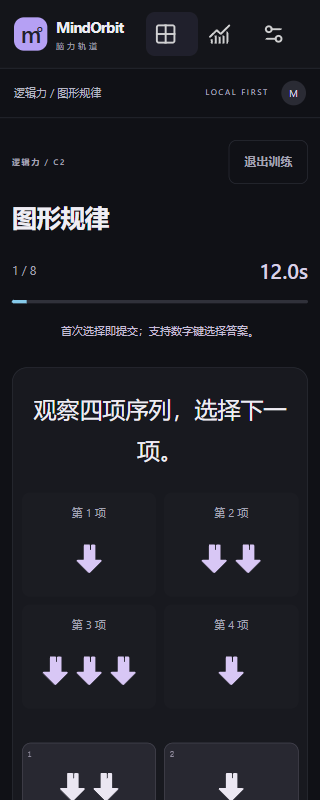 m
MindOrbit
脑力轨道
逻辑力 / 图形规律
LOCAL FIRST
M
逻辑力 / C2
退出训练
图形规律
1 / 8
12.0s
首次选择即提交；支持数字键选择答案。
观察四项序列，选择下一
项。
第 1 项
第 2 项
第 3 项
第 4 项
1
2